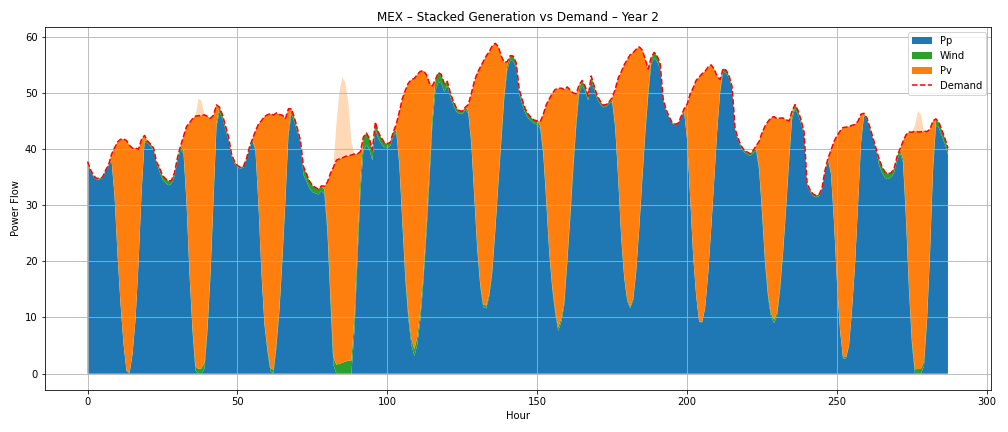 MEX – Stacked Generation vs Demand – Year 2
Power Flow
60
50
40
30
20
10
0
Pp
Wind
Pv
Demand
0 50 100 150 200 250 300
Hour